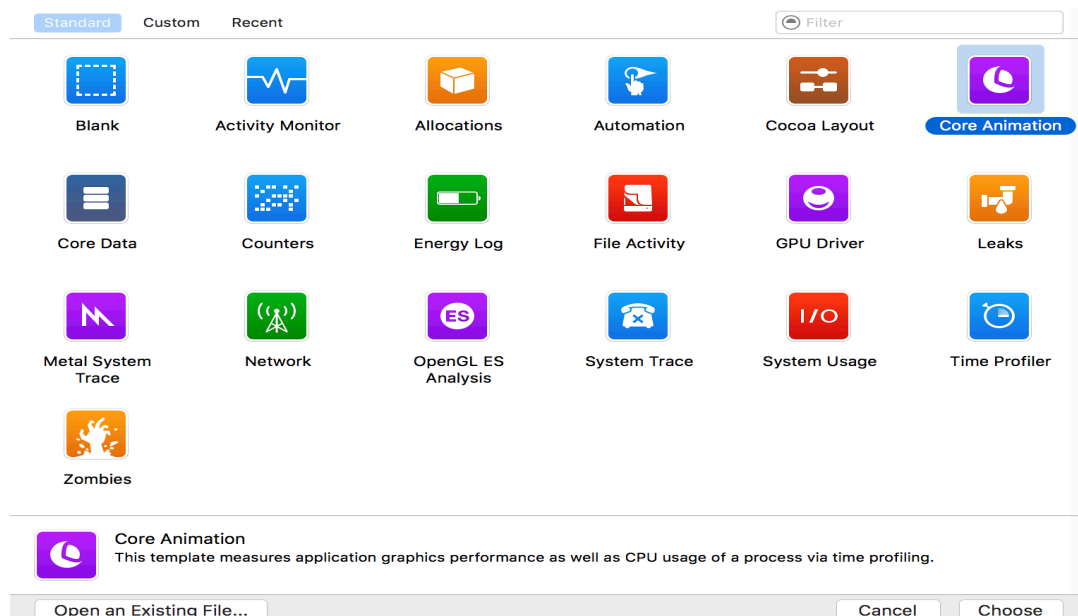 Standard Custom Recent Filter
Blank Activity Monitor Allocations Automation Cocoa Layout Core Animation
Core Data Counters Energy Log File Activity GPU Driver Leaks
ES I/O
Metal System Network OpenGL ES System Trace System Usage Time Profiler
Trace Analysis
Zombies
Core Animation
This template measures application graphics performance as well as CPU usage of a process via time profiling.
Open an Existing File... Cancel Choose